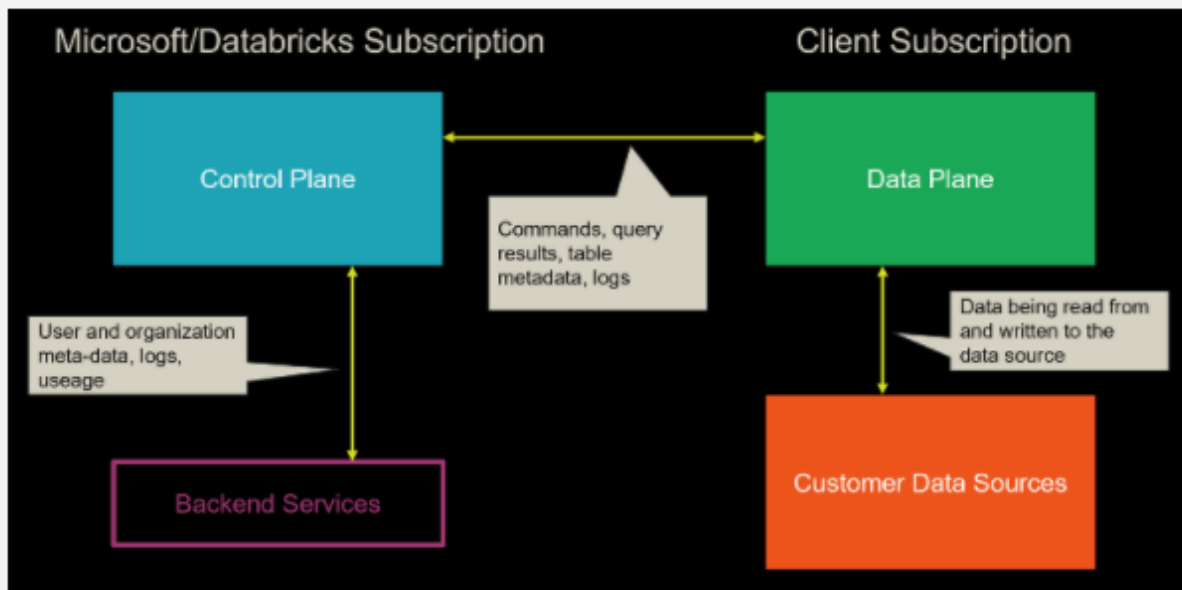 Microsoft/Databricks Subscription
Client Subscription
Control Plane
Data Plane
Commands, query
results, table
metadata, logs
User and organization
meta-data, logs,
useage
Data being read from
and written to the
data source
Backend Services
Customer Data Sources